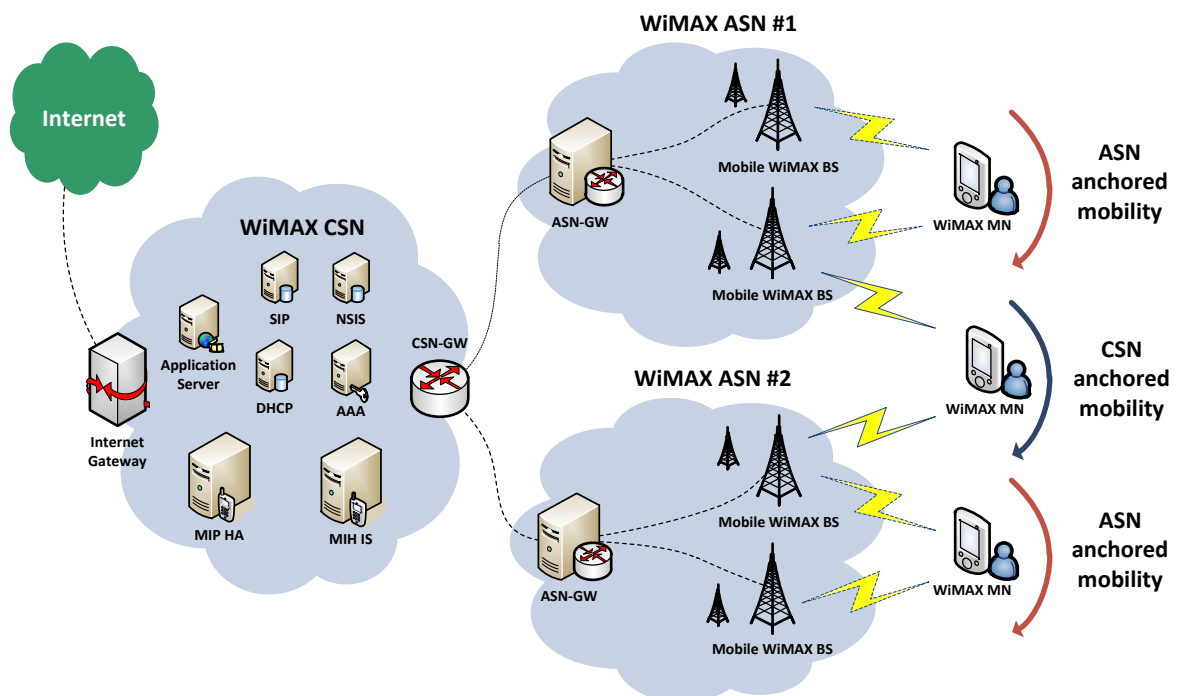 WiMAX ASN #1
Internet
Mobile WiMAX BS
ASN-GW
WiMAX MN
ASN
anchored
mobility
Mobile WiMAX BS
WiMAX CSN
SIP
NSIS
Application
Server
DHCP
AAA
CSN-GW
Internet
Gateway
MIP HA
MIH IS
WiMAX MN
CSN
anchored
mobility
WiMAX ASN #2
Mobile WiMAX BS
ASN-GW
WiMAX MN
ASN
anchored
mobility
Mobile WiMAX BS